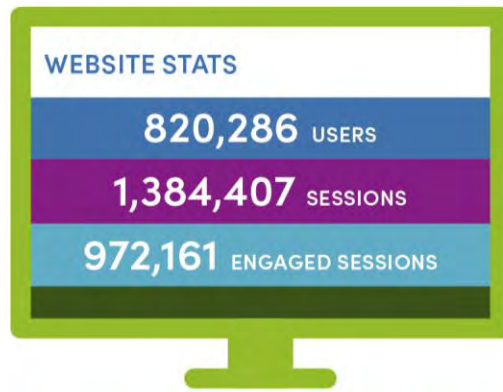 WEBSITE STATS
820,286 USERS
1,384,407 SESSIONS
972,161 ENGAGED SESSIONS